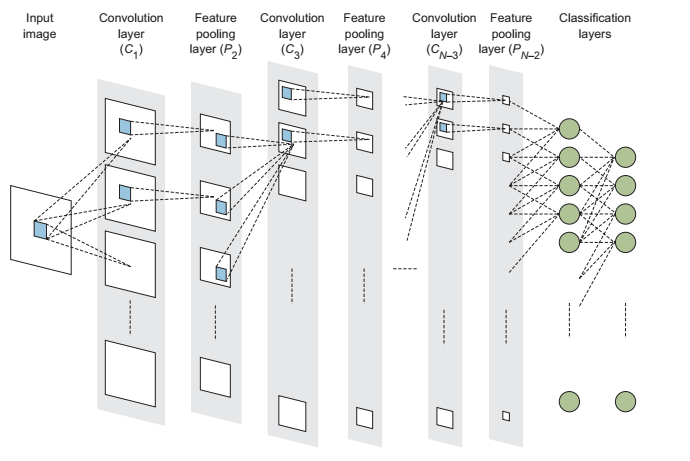 Input
image
Convolution
layer
(C1)
Feature
pooling
layer (P2)
Convolution
layer
(C3)
Feature
pooling
layer (P4)
Convolution
layer
(CN–3)
Feature
pooling
layer (PN–2)
Classification
layers